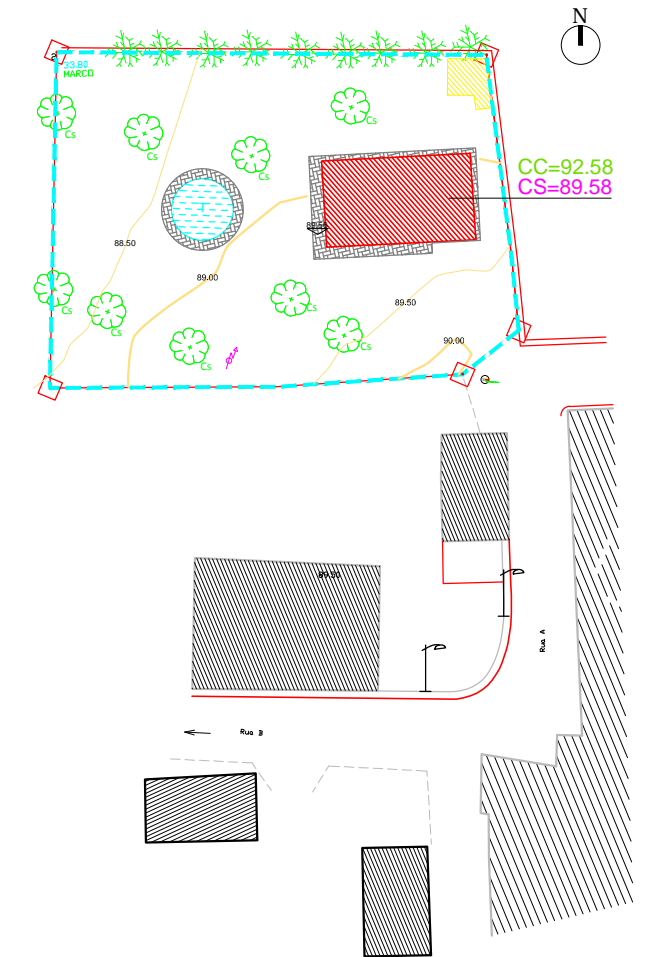 N
33.80
MARCO
Cs
Cs
Cs
Cs
CC=92.58
CS=89.58
88.50
89.00
89.50
Cs
Cs
Cs
Cs
Cs
90.00
89.50
Rua A
Rua B